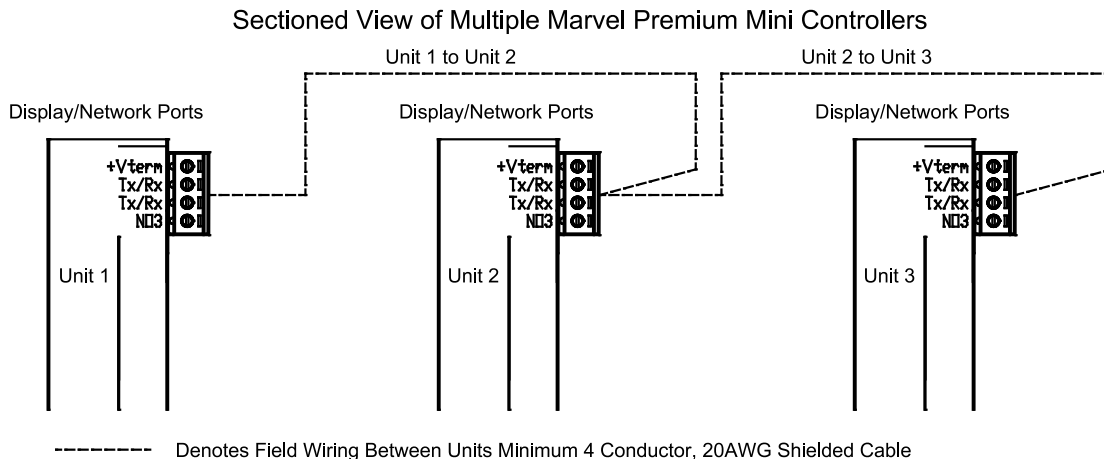 Sectioned View of Multiple Marvel Premium Mini Controllers
Unit 1 to Unit 2
Unit 2 to Unit 3
Display/Network Ports
Display/Network Ports
Display/Network Ports
+Vterm
Tx/Rx
Tx/Rx
NO3
+Vterm
Tx/Rx
Tx/Rx
NO3
+Vterm
Tx/Rx
Tx/Rx
NO3
Unit 1
Unit 2
Unit 3
Denotes Field Wiring Between Units Minimum 4 Conductor, 20AWG Shielded Cable